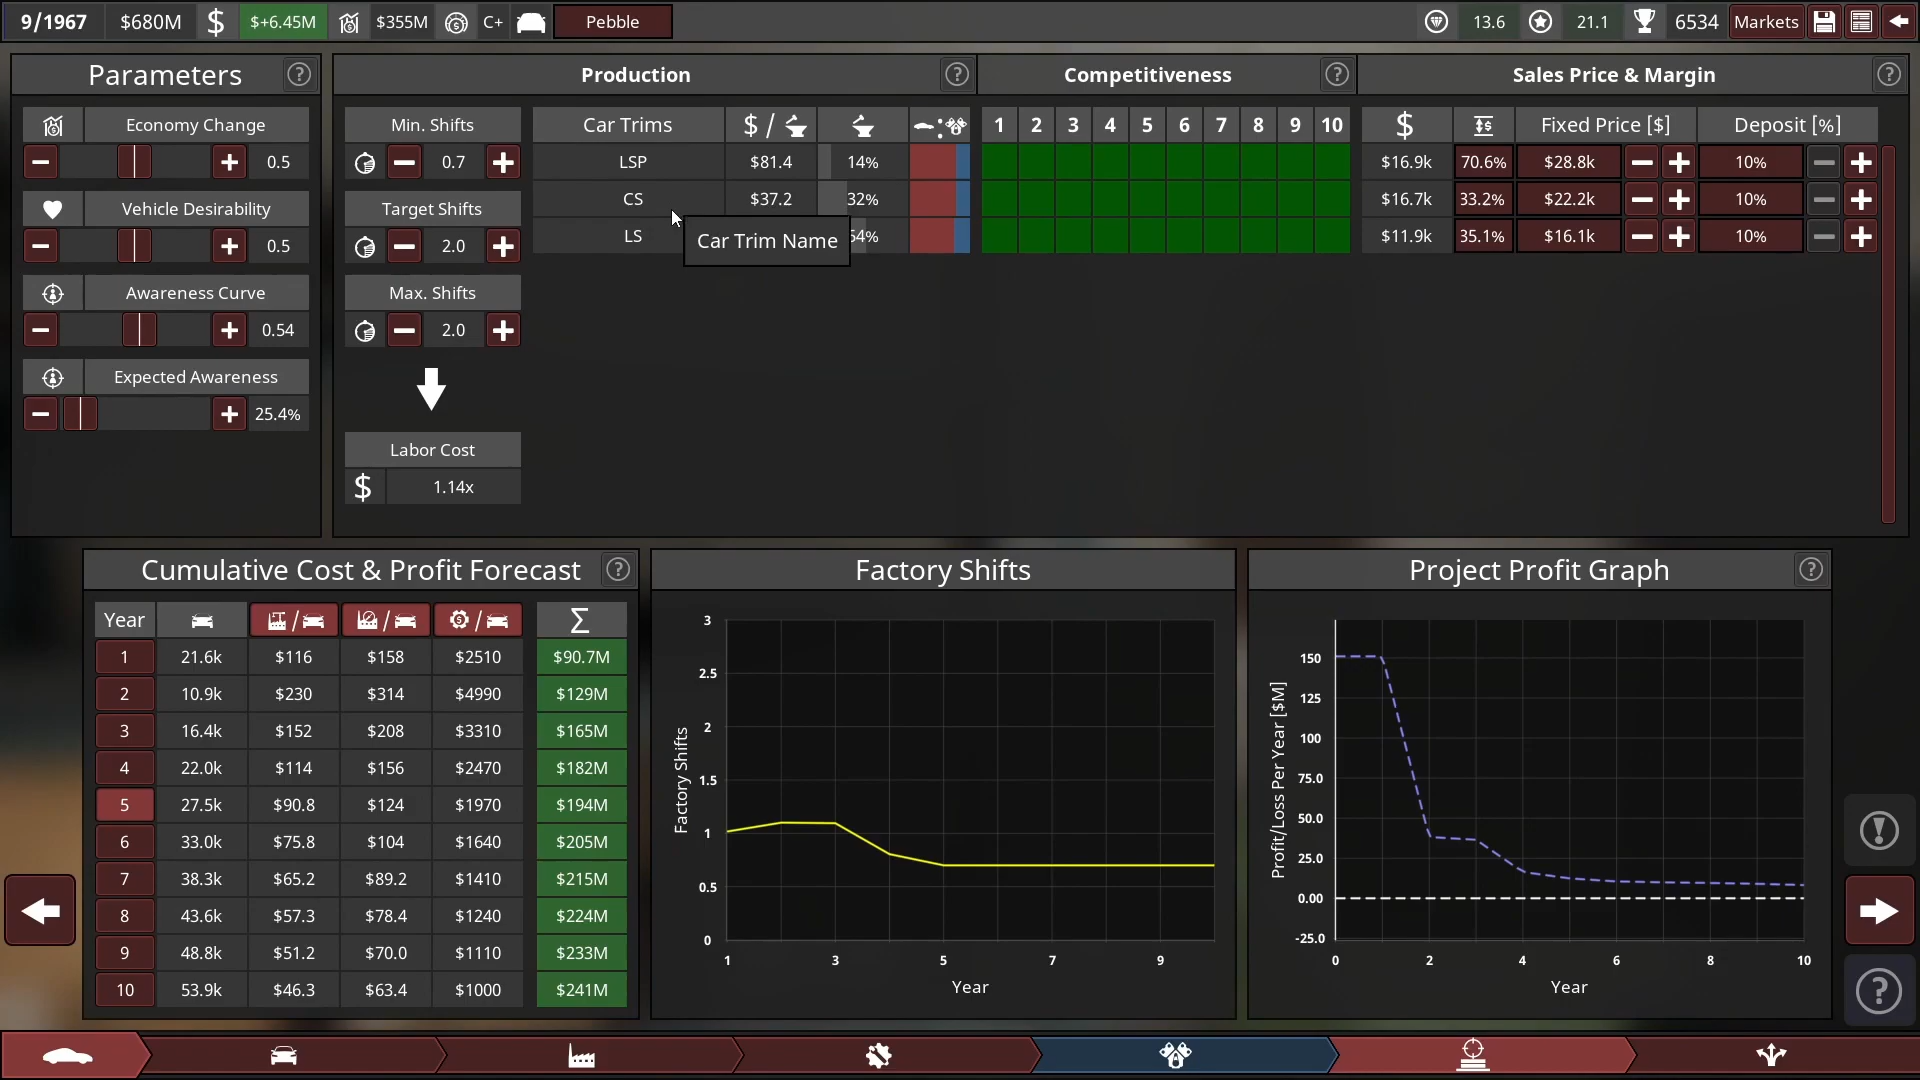 9/1967 $680M $+6.45M $355M C+ Pebble 13.6 21.1 6534 Markets
Parameters ?
Economy Change
0.5
Vehicle Desirability
0.5
Awareness Curve
0.54
Expected Awareness
25.4%
Production ?
Min. Shifts
0.7
Target Shifts
2.0
Max. Shifts
2.0
Labor Cost
$ 1.14x
Car Trims $ /
LSP $81.4 14%
CS $37.2 32%
LS 54%
Car Trim Name
Competitiveness ?
1 2 3 4 5 6 7 8 9 10
Sales Price & Margin ?
$ Fixed Price [$] Deposit [%]
$16.9k 70.6% $28.8k 10%
$16.7k 33.2% $22.2k 10%
$11.9k 35.1% $16.1k 10%
Cumulative Cost & Profit Forecast ?
Year / / / Σ
1 21.6k $116 $158 $2510 $90.7M
2 10.9k $230 $314 $4990 $129M
3 16.4k $152 $208 $3310 $165M
4 22.0k $114 $156 $2470 $182M
5 27.5k $90.8 $124 $1970 $194M
6 33.0k $75.8 $104 $1640 $205M
7 38.3k $65.2 $89.2 $1410 $215M
8 43.6k $57.3 $78.4 $1240 $224M
9 48.8k $51.2 $70.0 $1110 $233M
10 53.9k $46.3 $63.4 $1000 $241M
Factory Shifts
3
2.5
2
1.5
1
0.5
0
Factory Shifts
1 3 5 7 9
Year
Project Profit Graph ?
150
125
100
75.0
50.0
25.0
0.00
-25.0
Profit/Loss Per Year [$M]
0 2 4 6 8 10
Year
?